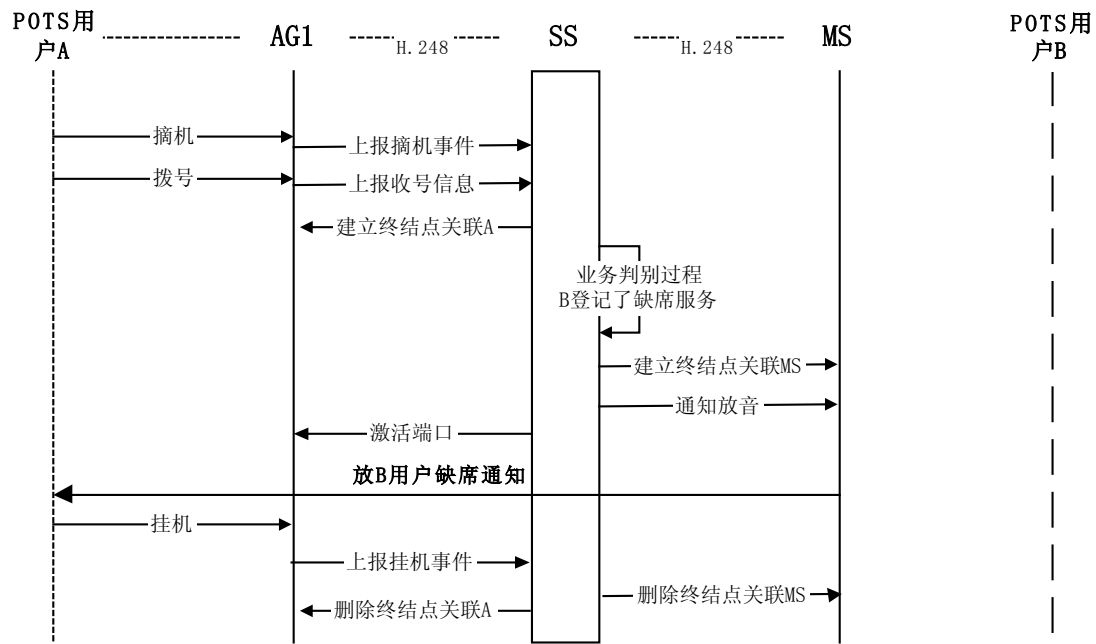 POTS用
户A
AG1
H.248
SS
H.248
MS
POTS用
户B
摘机
上报摘机事件
拨号
上报收号信息
建立终结点关联A
业务判别过程
B登记了缺席服务
建立终结点关联MS
通知放音
激活端口
放B用户缺席通知
挂机
上报挂机事件
删除终结点关联MS
删除终结点关联A